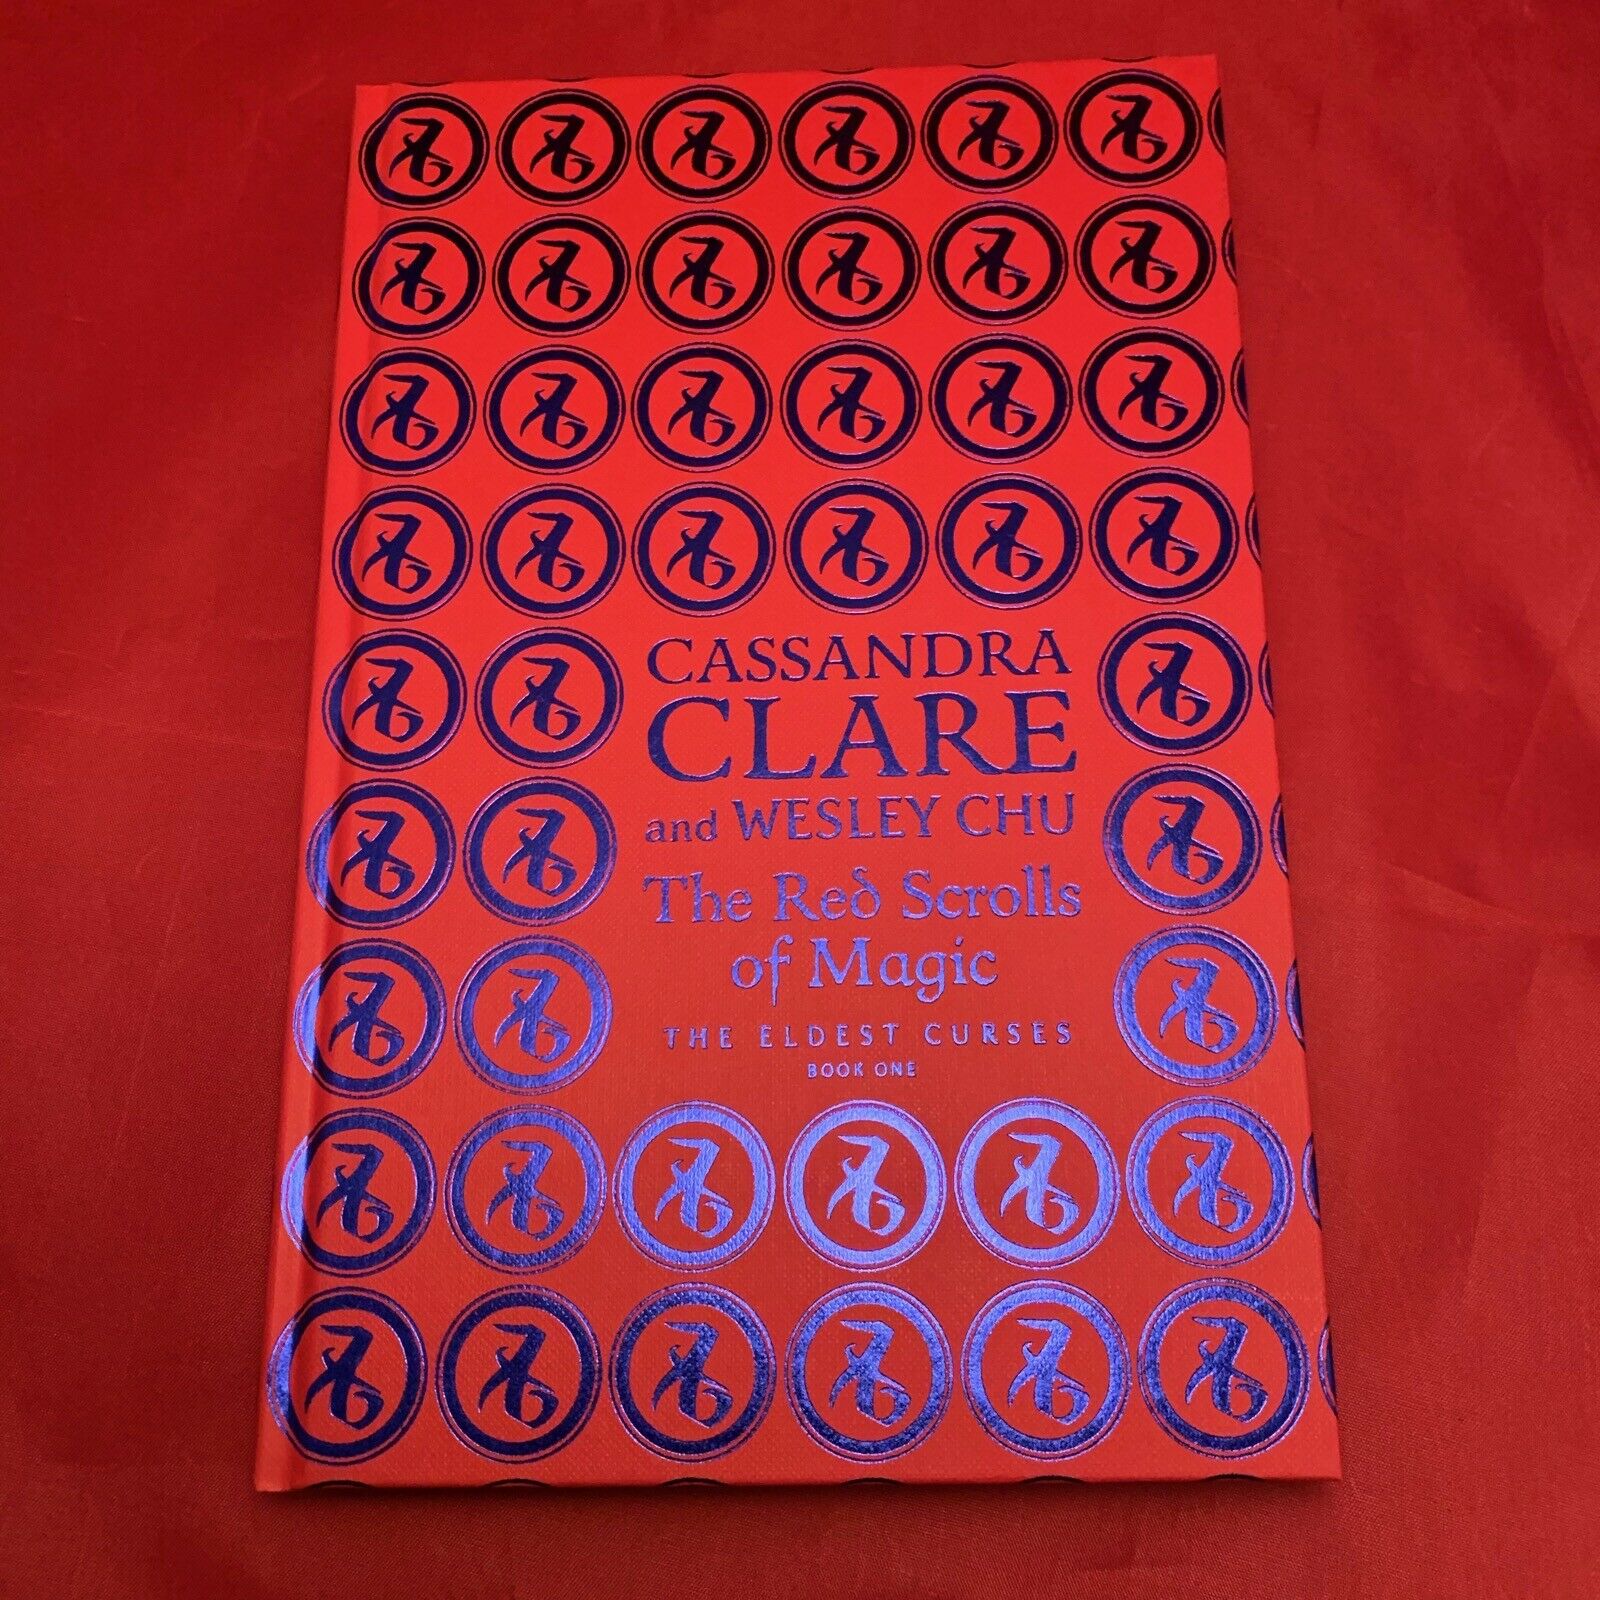 CASSANDRA
CLARE
and WESLEY CHU
The Red Scrolls
of Magic
THE ELDEST CURSES
BOOK ONE